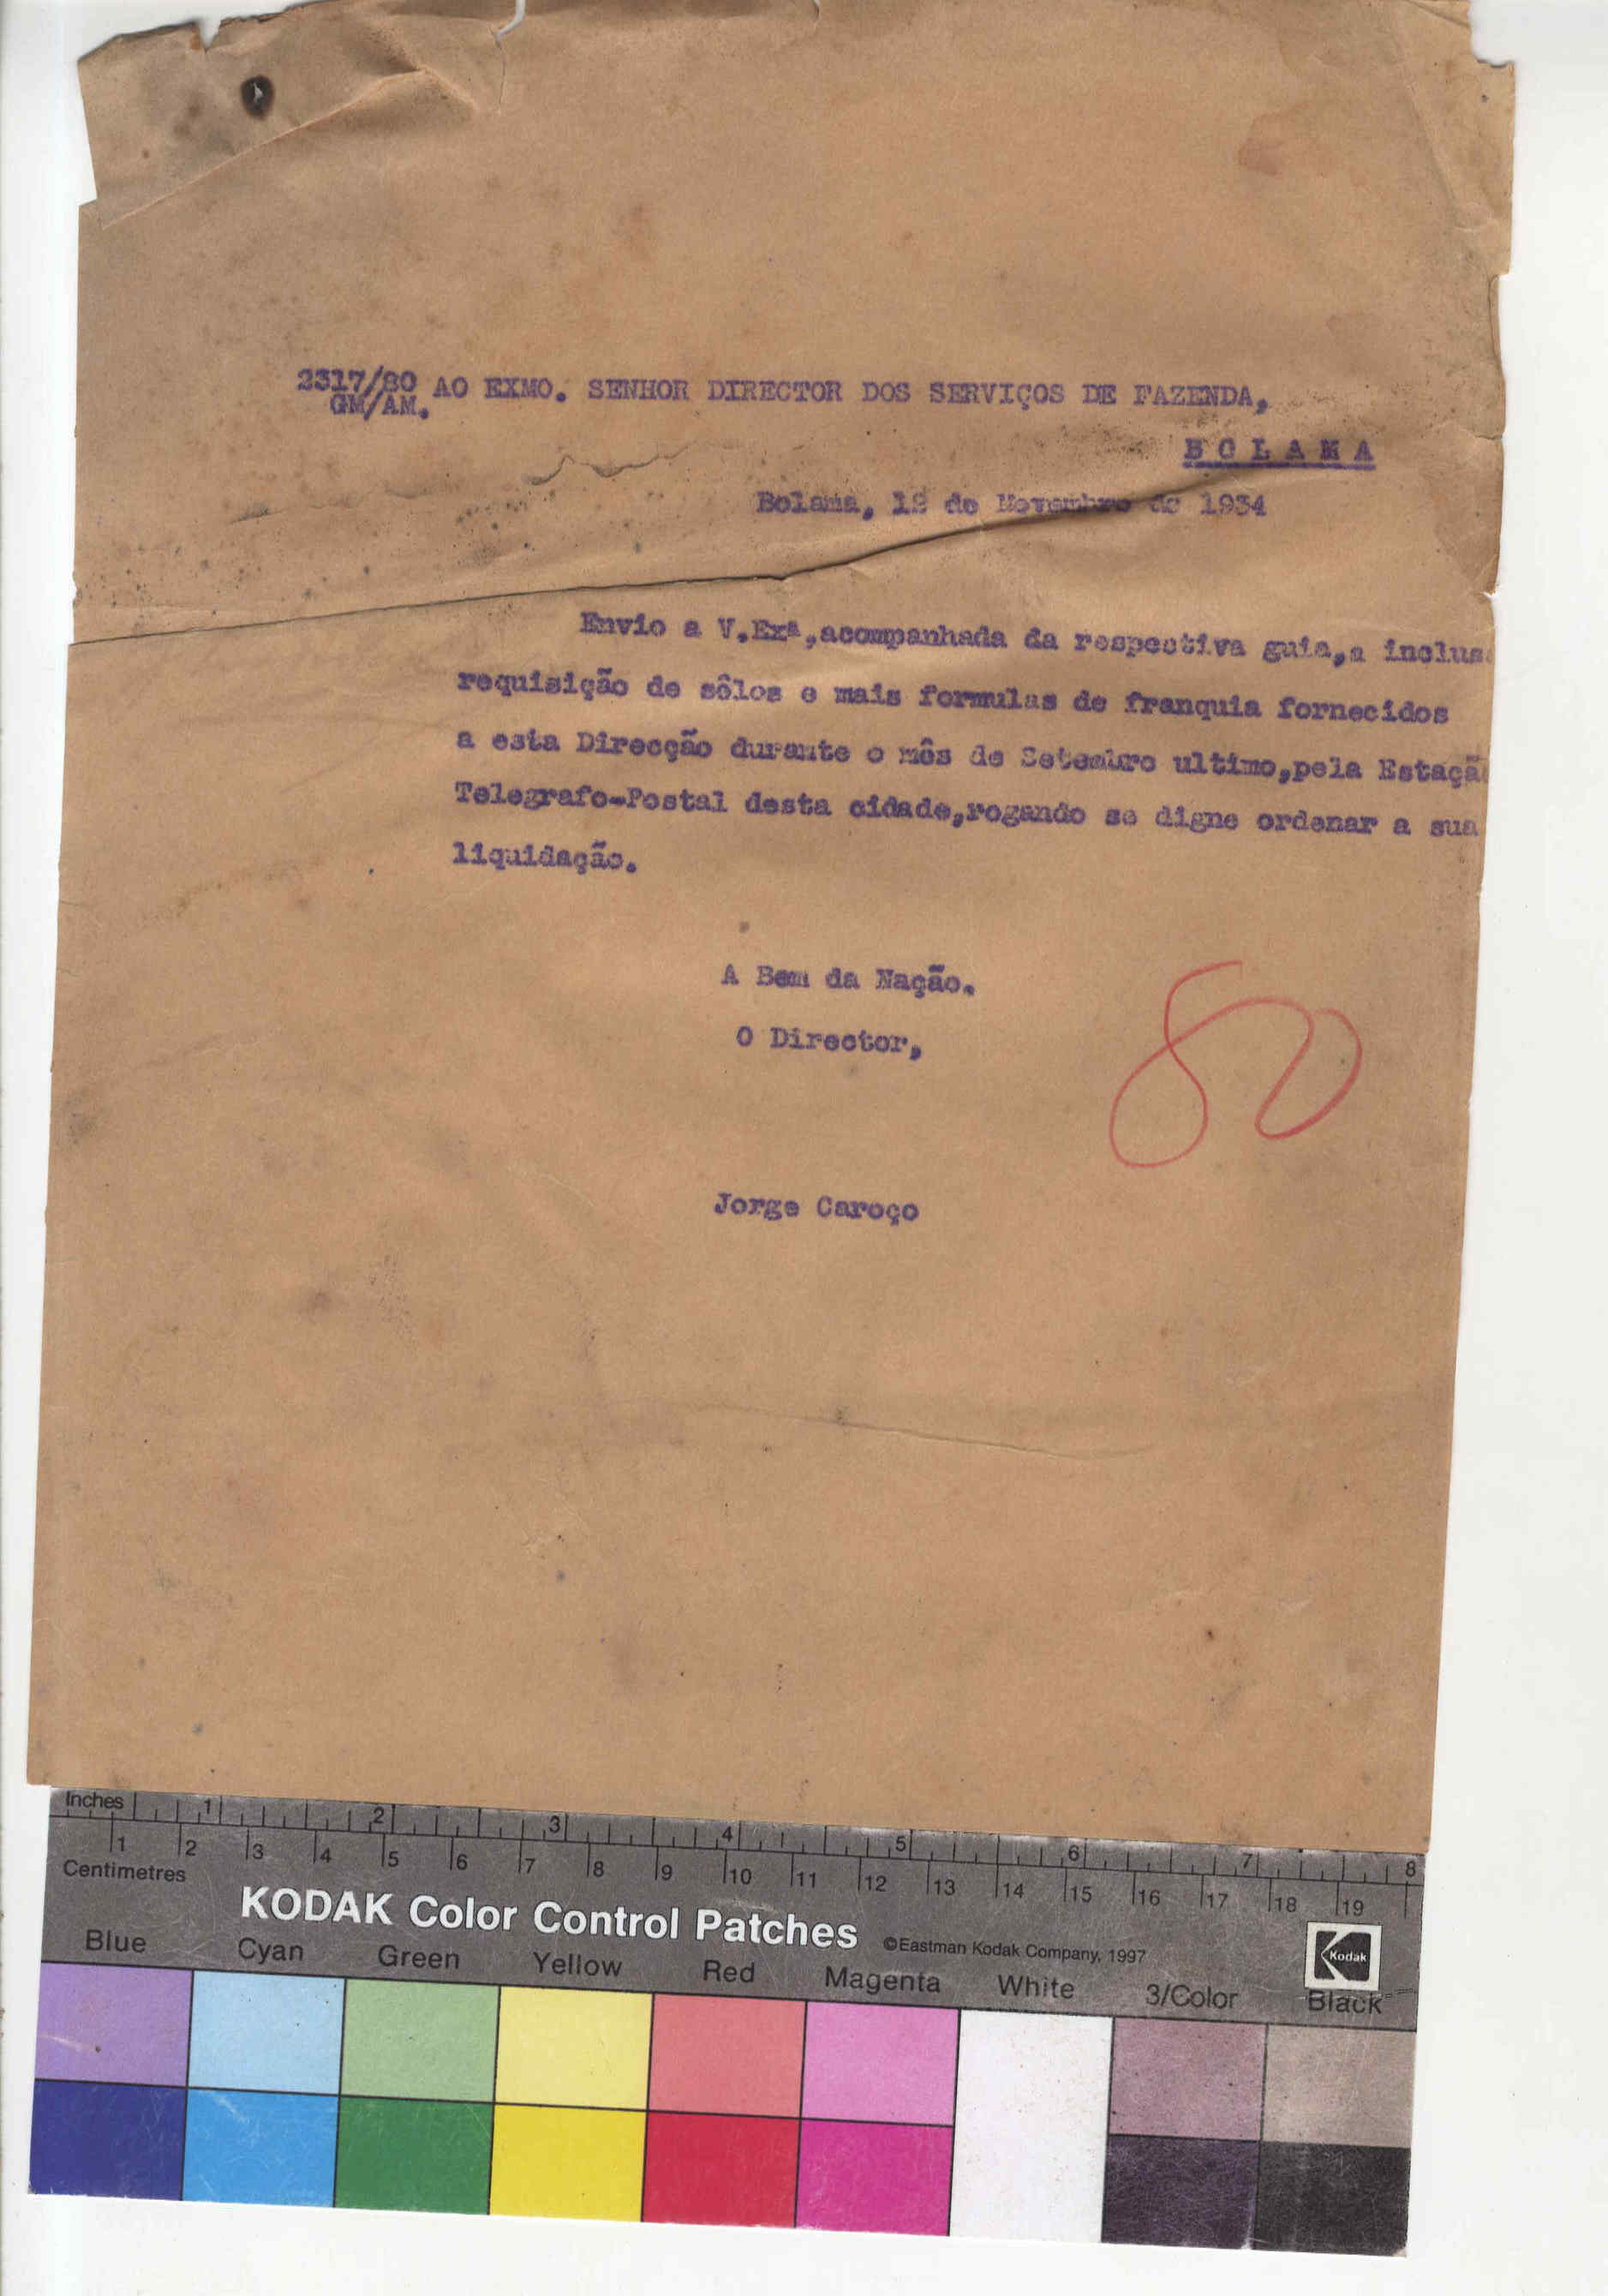 2317/80 AO EXMO. SENHOR DIRECTOR DOS SERVIÇOS DE FAZENDA,
GM/AM.
BOLAMA
Bolama, 12 de Novembro de 1934
Envio a V.Exª,acompanhada da respectiva guia,a inclus
requisição de sêlos e mais formulas de franquia fornecidos
a esta Direcção durante o mês de Setembro ultimo,pela Estaçã
Telegrafo-Postal desta cidade,rogando se digne ordenar a sua
liquidação.
A Bem da Nação.
O Director,
80
Jorge Caroço
Inches 1 2 3 4 5 6 7 8
1 2 3 4 5 6 7 8 9 10 11 12 13 14 15 16 17 18 19
Centimetres
KODAK Color Control Patches ©Eastman Kodak Company, 1997 Kodak
Blue Cyan Green Yellow Red Magenta White 3/Color Black